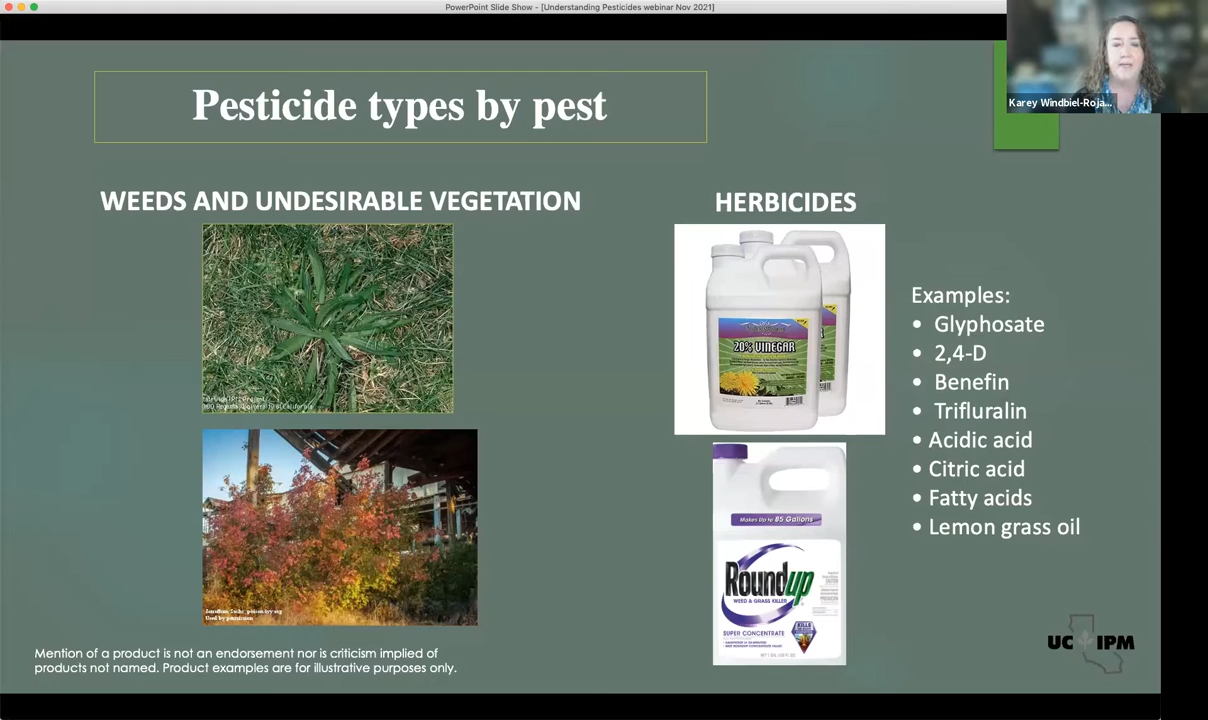 PowerPoint Slide Show - [Understanding Pesticides webinar Nov 2021]
Karey Windbiel-Roja...
Pesticide types by pest
WEEDS AND UNDESIRABLE VEGETATION
HERBICIDES
20% VINEGAR
Makes Up to 85 Gallons
Roundup
WEED & GRASS KILLER
SUPER CONCENTRATE
KILLS
Examples:
• Glyphosate
• 2,4-D
• Benefin
• Trifluralin
• Acidic acid
• Citric acid
• Fatty acids
• Lemon grass oil
Mention of a product is not an endorsement nor is criticism implied of
products not named. Product examples are for illustrative purposes only.
UC IPM